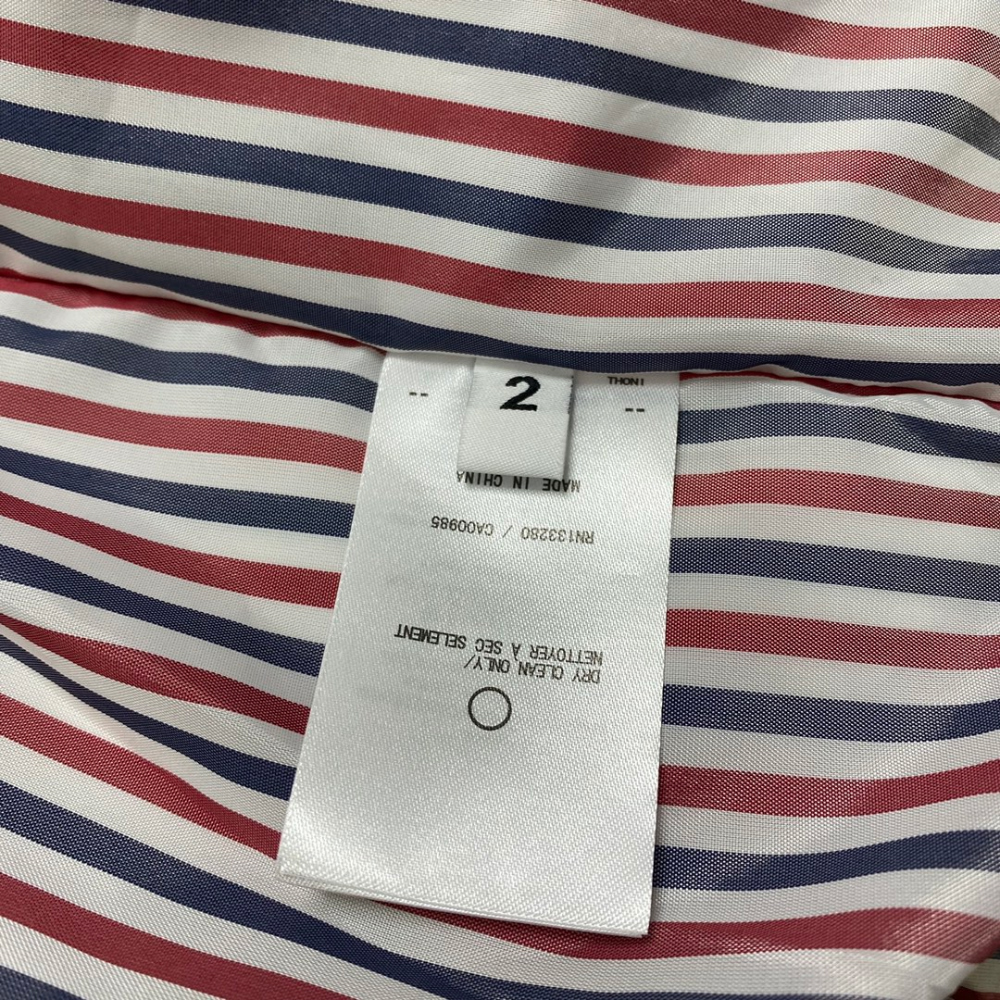 2
DRY CLEAN ONLY/
NETTOYER A SEC SELEMENT
RN133280 / CA00985
MADE IN CHINA
-- --